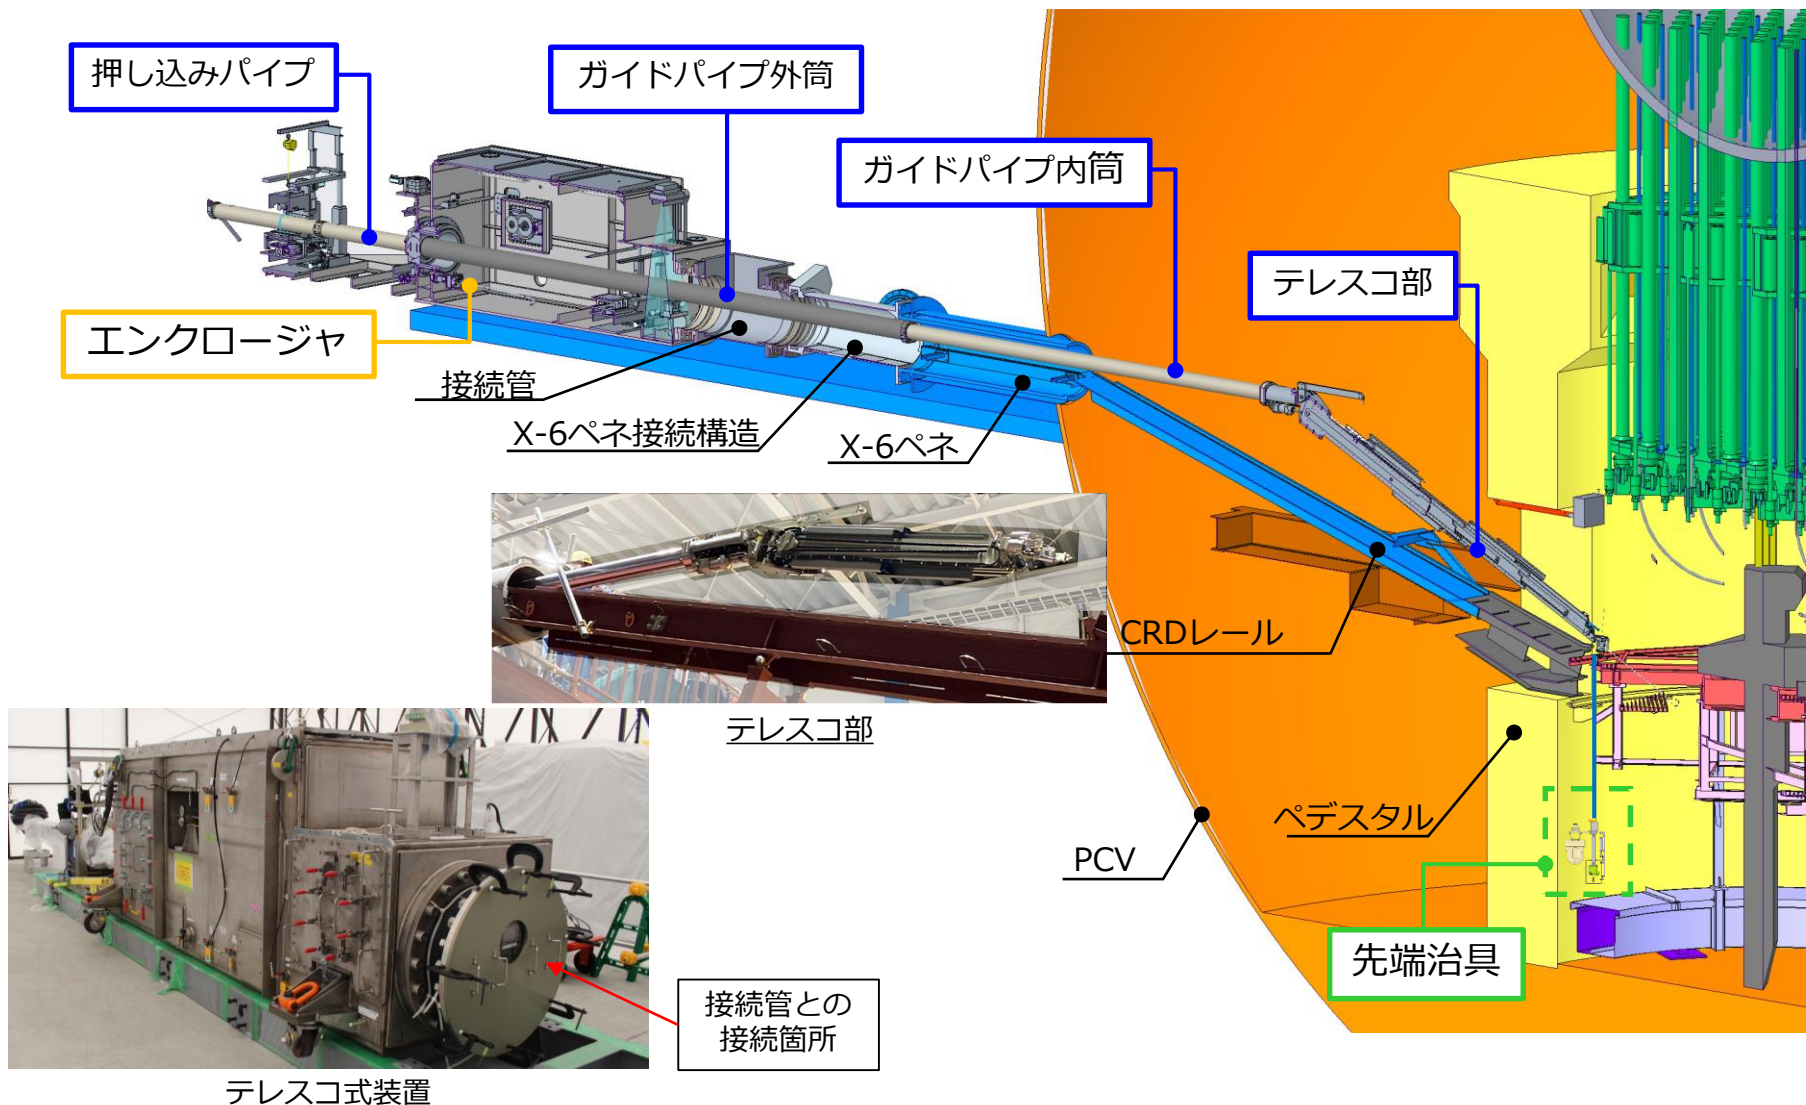 押し込みパイプ
ガイドパイプ外筒
ガイドパイプ内筒
テレスコ部
エンクロージャ
接続管
X-6ペネ接続構造
X-6ペネ
CRDレール
テレスコ部
ペデスタル
PCV
先端治具
接続管との
接続箇所
テレスコ式装置